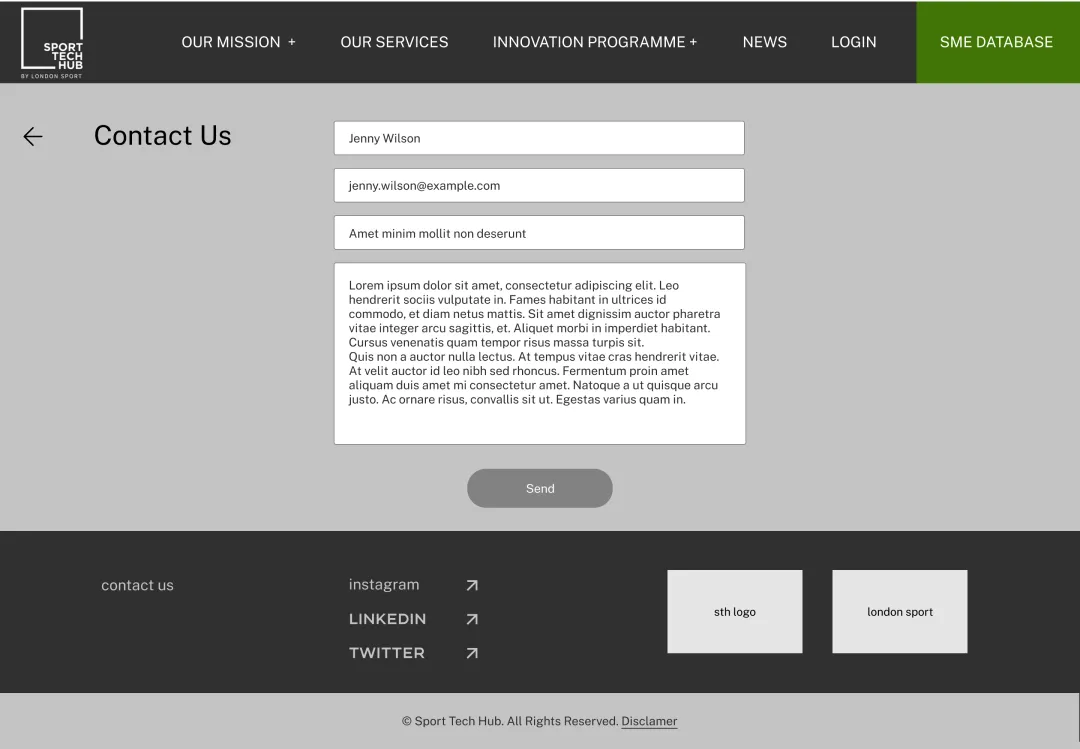 SPORT
TECH
HUB
BY LONDON SPORT
OUR MISSION +
OUR SERVICES
INNOVATION PROGRAMME +
NEWS
LOGIN
SME DATABASE
Contact Us
Jenny Wilson
jenny.wilson@example.com
Amet minim mollit non deserunt
Lorem ipsum dolor sit amet, consectetur adipiscing elit. Leo
hendrerit sociis vulputate in. Fames habitant in ultrices id
commodo, et diam netus mattis. Sit amet dignissim auctor pharetra
vitae integer arcu sagittis, et. Aliquet morbi in imperdiet habitant.
Cursus venenatis quam tempor risus massa turpis sit.
Quis non a auctor nulla lectus. At tempus vitae cras hendrerit vitae.
At velit auctor id leo nibh sed rhoncus. Fermentum proin amet
aliquam duis amet mi consectetur amet. Natoque a ut quisque arcu
justo. Ac ornare risus, convallis sit ut. Egestas varius quam in.
Send
contact us
instagram
LINKEDIN
TWITTER
sth logo
london sport
© Sport Tech Hub. All Rights Reserved. Disclamer